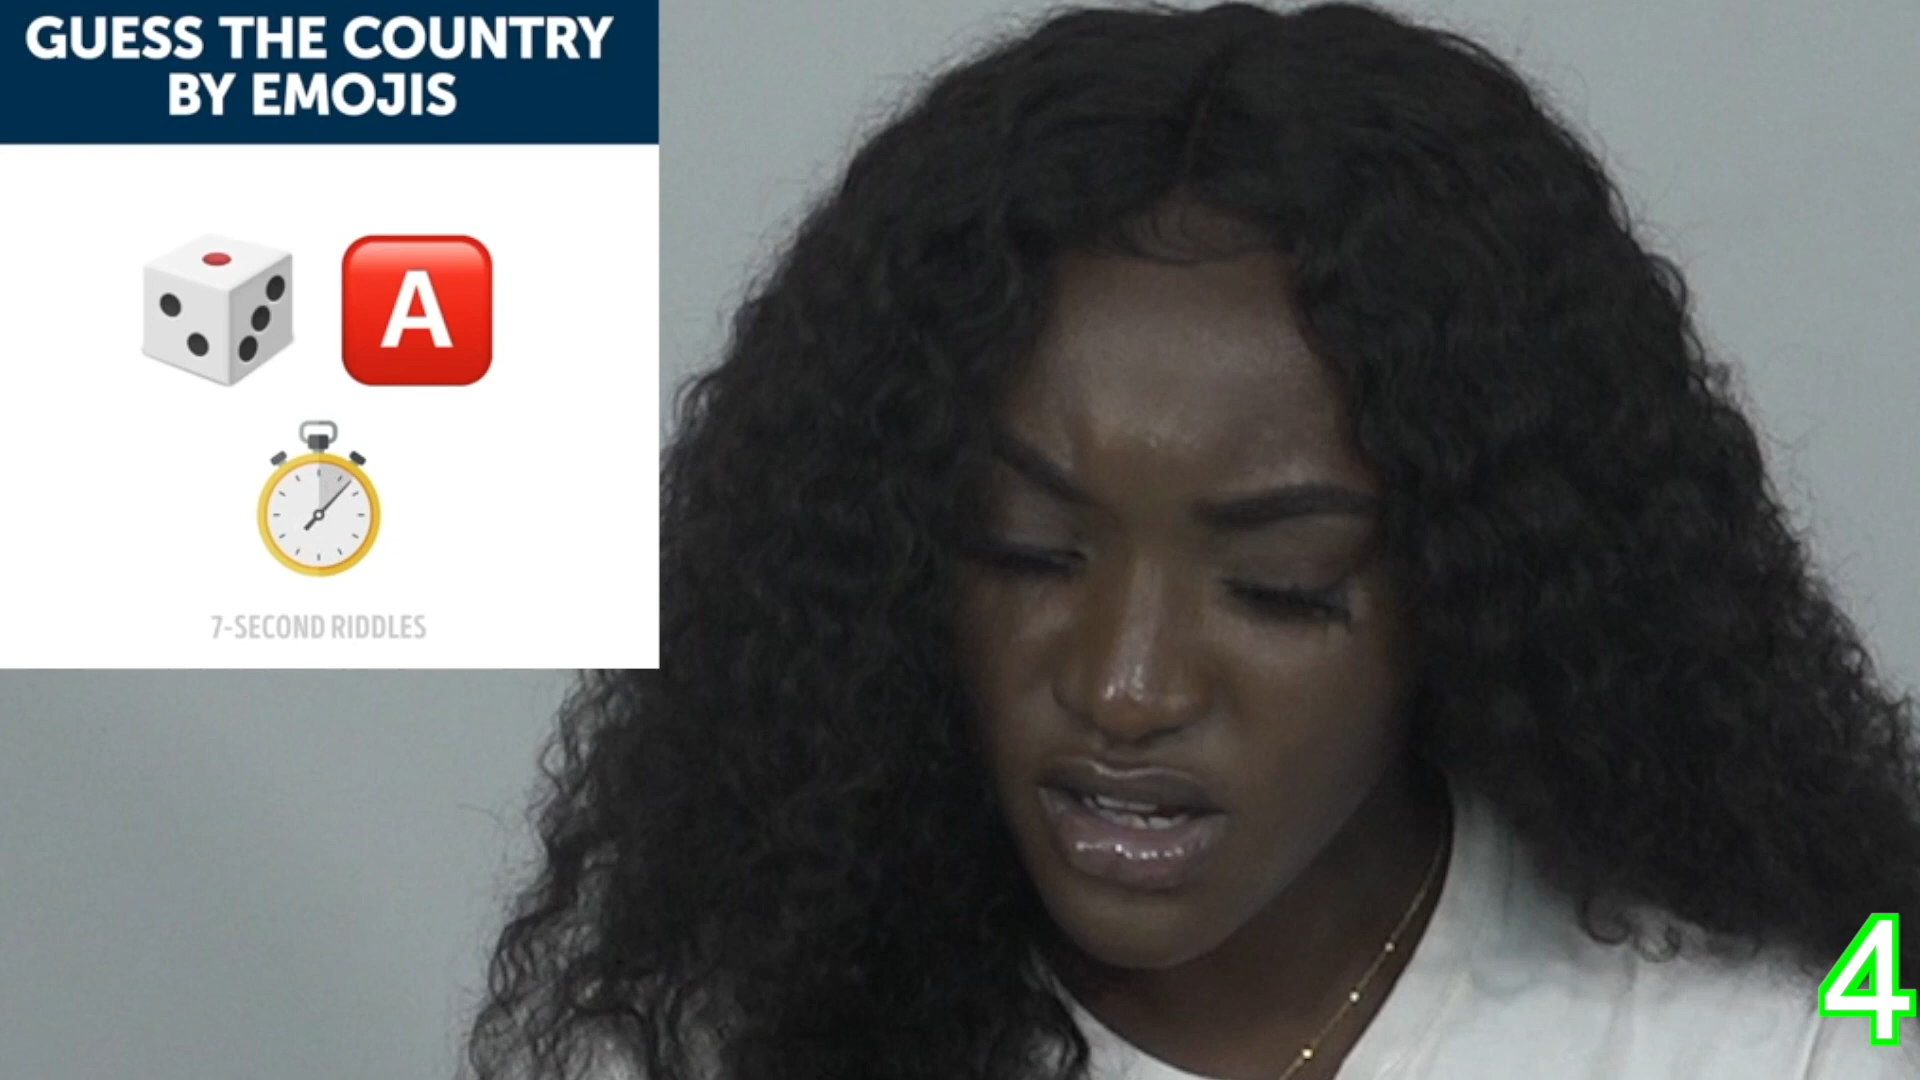 GUESS THE COUNTRY
BY EMOJIS
A
7-SECOND RIDDLES
4